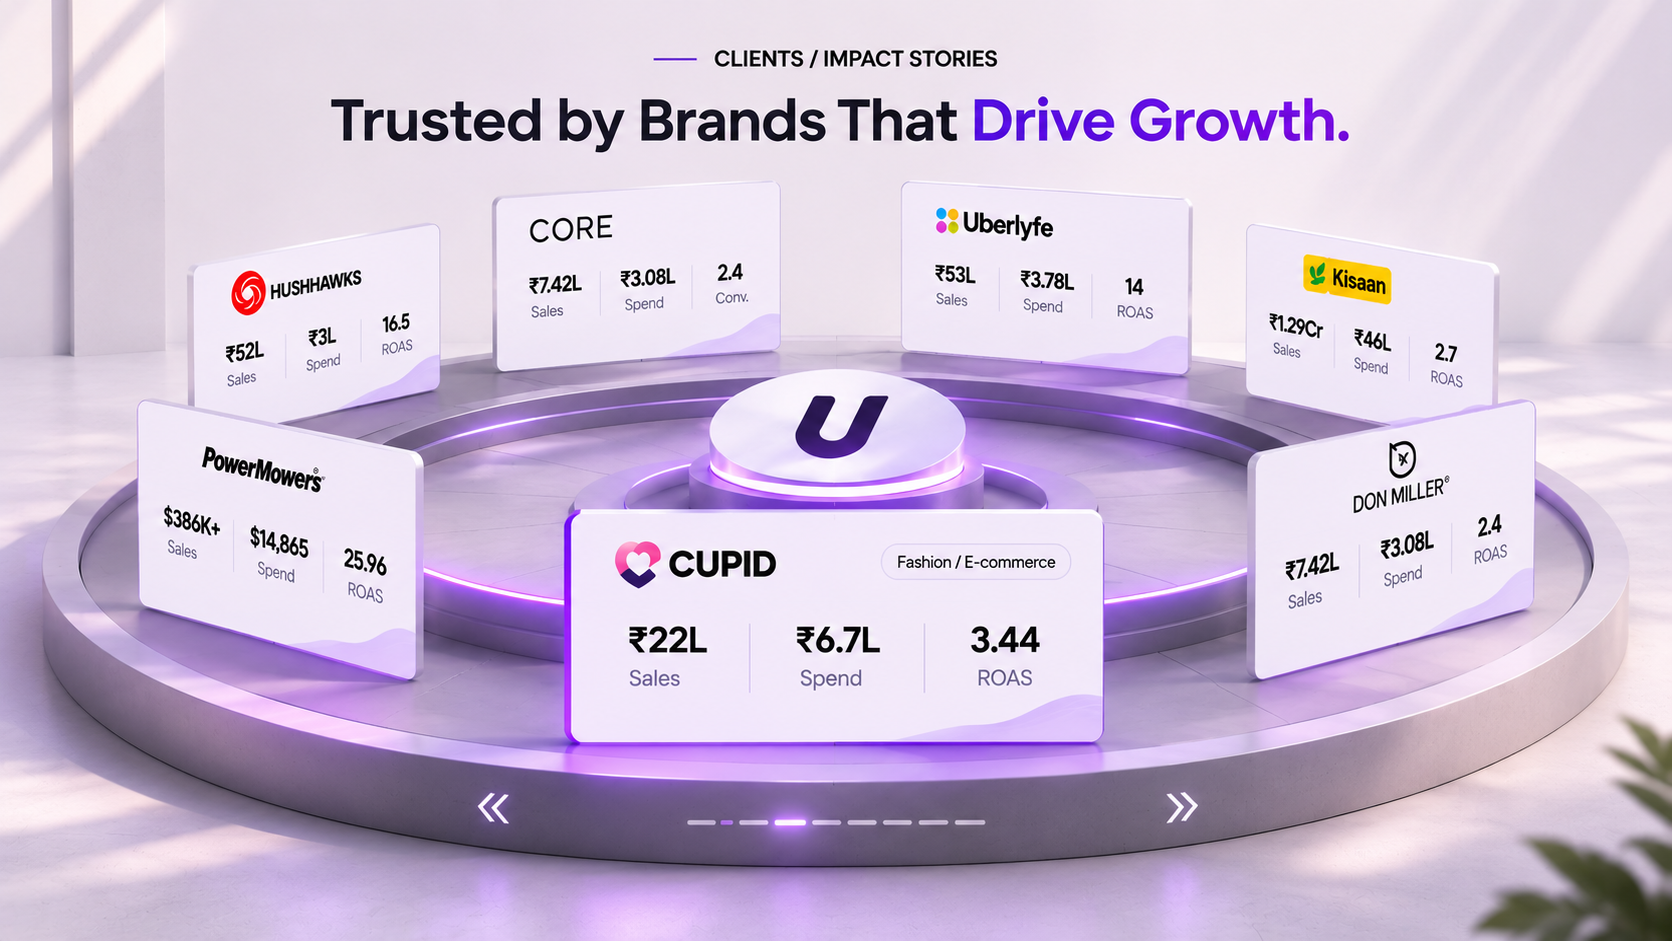 CLIENTS / IMPACT STORIES
Trusted by Brands That Drive Growth.
HUSHHAWKS
₹52L ₹3L 16.5
Sales Spend ROAS
CORE
₹7.42L ₹3.08L 2.4
Sales Spend Conv.
Uberlyfe
₹53L ₹3.78L 14
Sales Spend ROAS
Kisaan
₹1.29Cr ₹46L 2.7
Sales Spend ROAS
PowerMowers®
$386K+ $14,865 25.96
Sales Spend ROAS
U
CUPID
Fashion / E-commerce
₹22L ₹6.7L 3.44
Sales Spend ROAS
DON MILLER®
₹7.42L ₹3.08L 2.4
Sales Spend ROAS